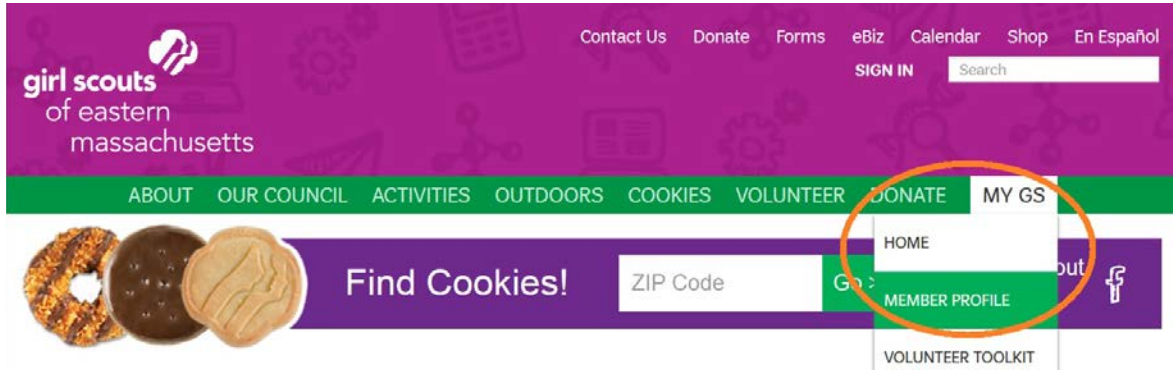 Contact Us Donate Forms eBiz Calendar Shop En Español
SIGN IN Search
girl scouts
of eastern
massachusetts
ABOUT OUR COUNCIL ACTIVITIES OUTDOORS COOKIES VOLUNTEER DONATE MY GS
HOME
Find Cookies! ZIP Code Go >
MEMBER PROFILE
VOLUNTEER TOOLKIT